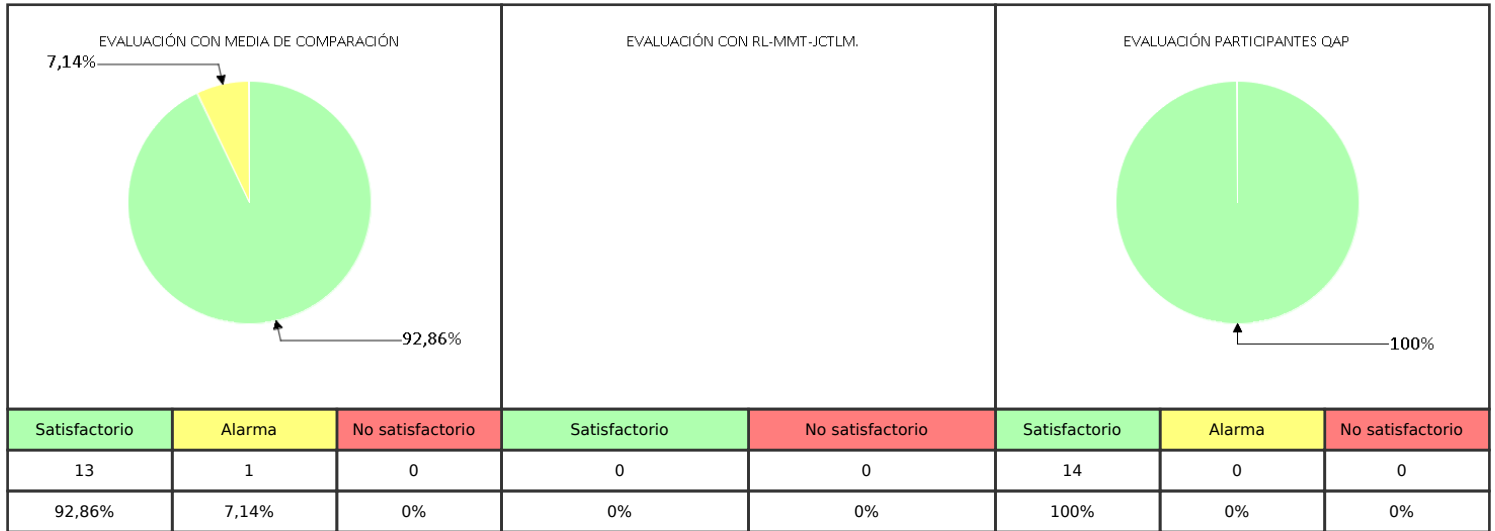 EVALUACIÓN CON MEDIA DE COMPARACIÓN
7,14%
92,86%
EVALUACIÓN CON RL-MMT-JCTLM.
EVALUACIÓN PARTICIPANTES QAP
100%
Satisfactorio Alarma No satisfactorio Satisfactorio No satisfactorio Satisfactorio Alarma No satisfactorio
13 1 0 0 0 14 0 0
92,86% 7,14% 0% 0% 0% 100% 0% 0%